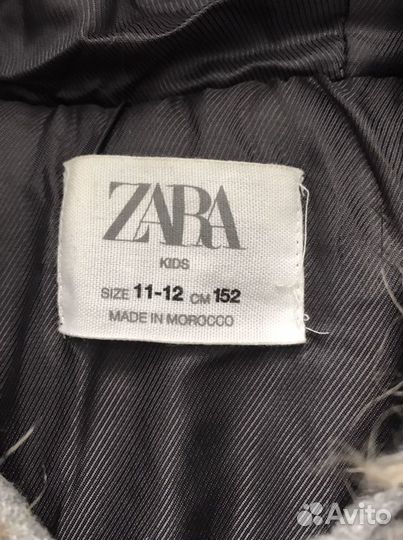 ZARA
KIDS
SIZE 11-12 CM 152
MADE IN MOROCCO
Avito